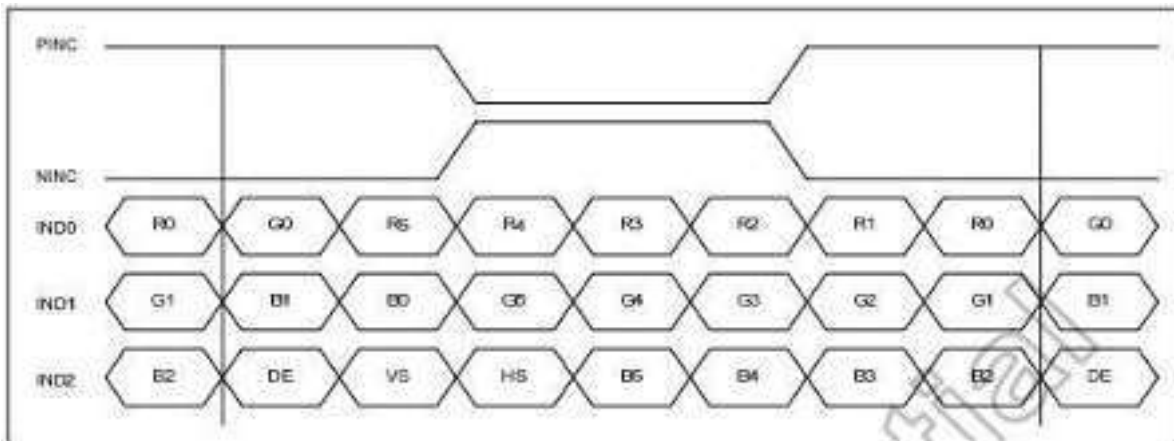 PINC
NINC
IND0 R0 G0 R5 R4 R3 R2 R1 R0 G0
IND1 G1 B1 B0 G5 G4 G3 G2 G1 B1
IND2 B2 DE VS HS B5 B4 B3 B2 DE